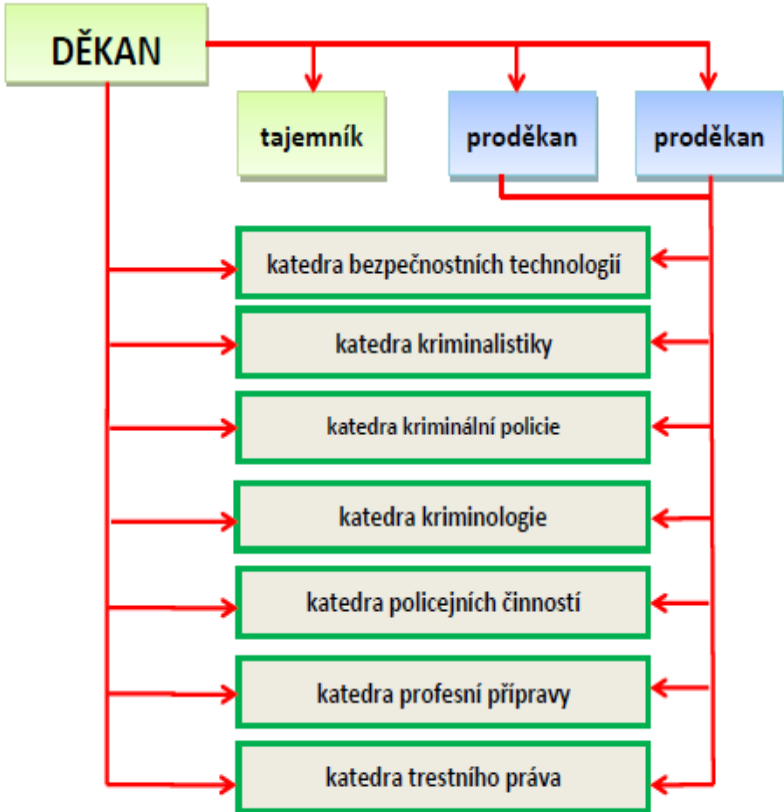 DĚKAN
tajemník
proděkan
proděkan
katedra bezpečnostních technologií
katedra kriminalistiky
katedra kriminální policie
katedra kriminologie
katedra policejních činností
katedra profesní přípravy
katedra trestního práva